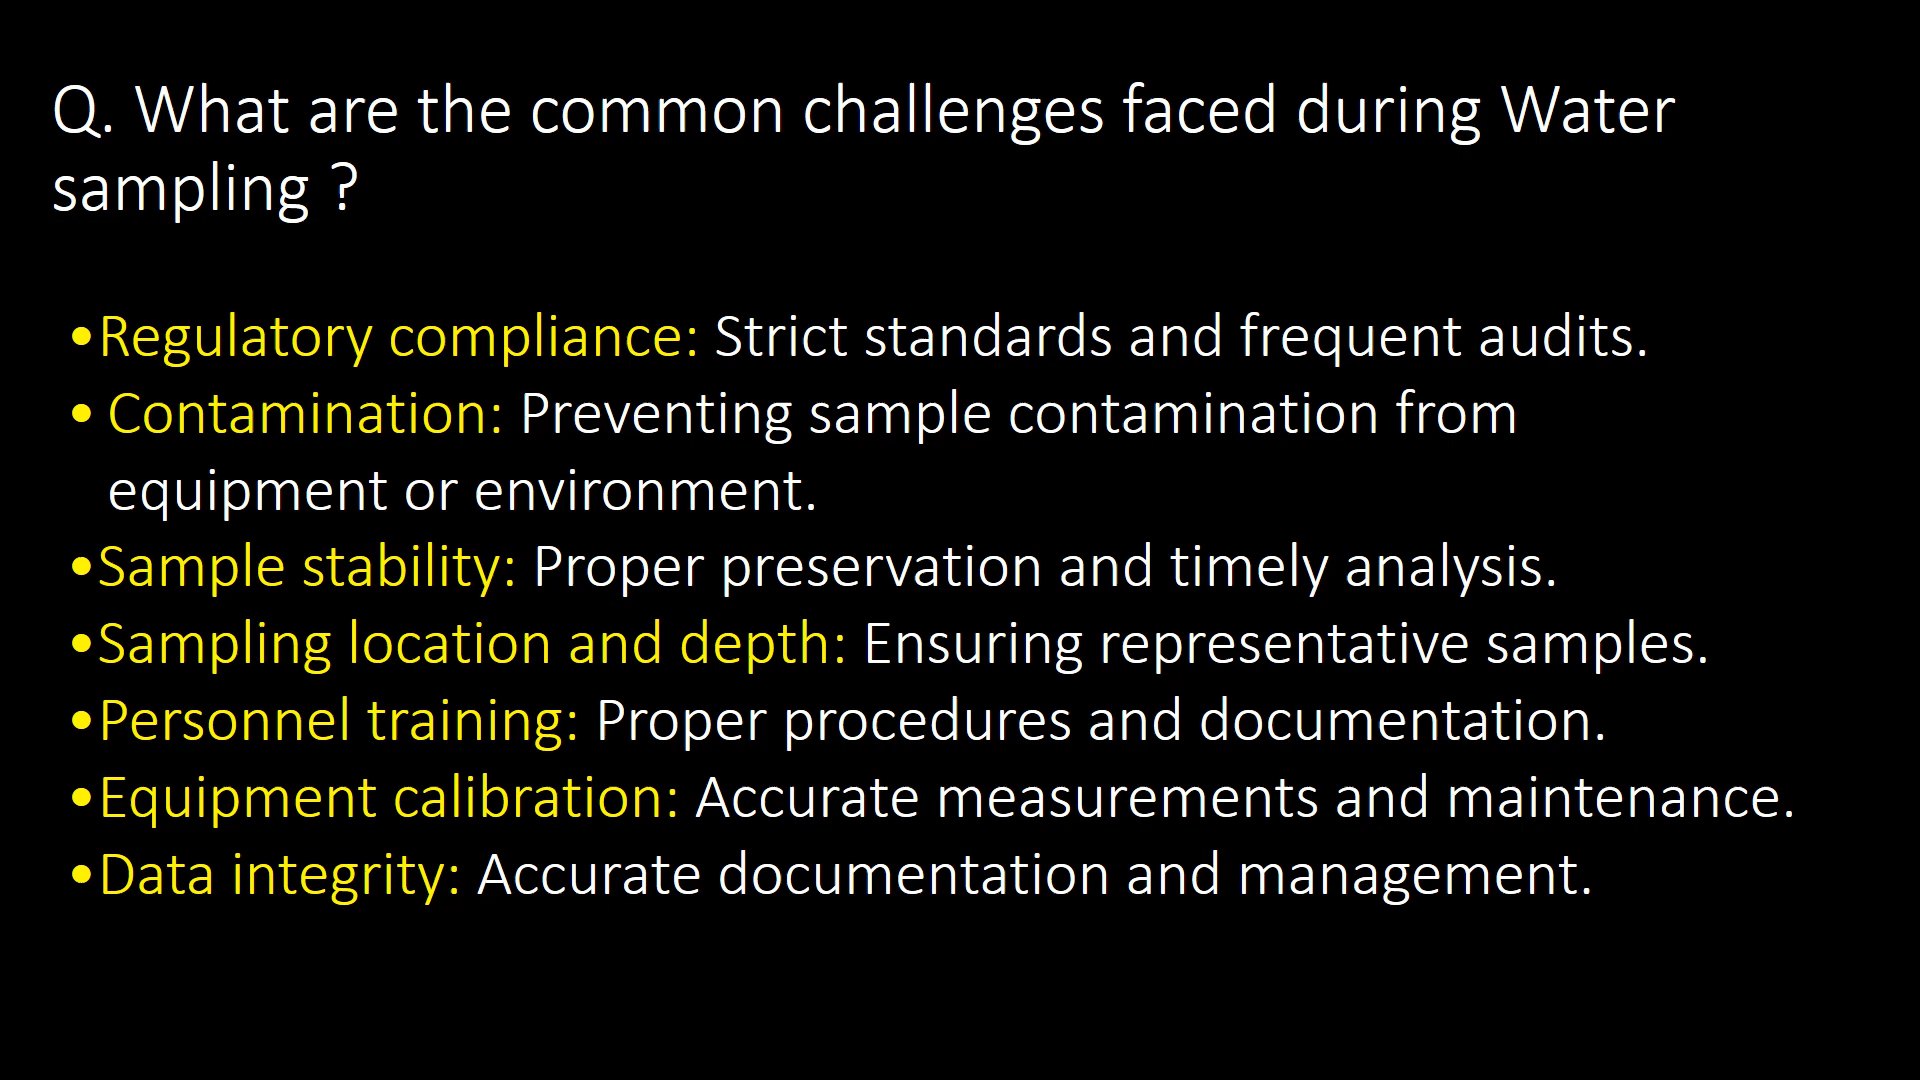 Q. What are the common challenges faced during Water
sampling ?
•Regulatory compliance: Strict standards and frequent audits.
• Contamination: Preventing sample contamination from
equipment or environment.
•Sample stability: Proper preservation and timely analysis.
•Sampling location and depth: Ensuring representative samples.
•Personnel training: Proper procedures and documentation.
•Equipment calibration: Accurate measurements and maintenance.
•Data integrity: Accurate documentation and management.